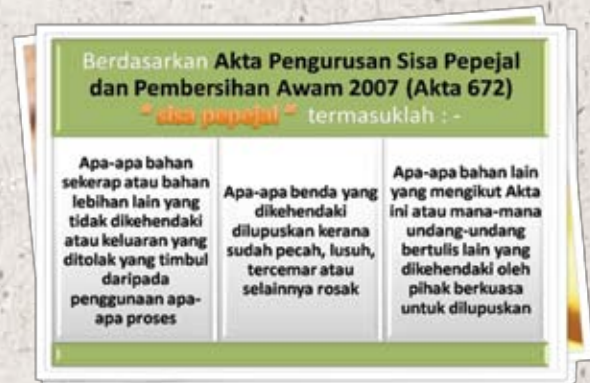 Berdasarkan Akta Pengurusan Sisa Pepejal
dan Pembersihan Awam 2007 (Akta 672)
"sisa pepejal" termasuklah : -
Apa-apa bahan
sekerap atau bahan
lebihan lain yang
tidak dikehendaki
atau keluaran yang
ditolak yang timbul
daripada
penggunaan apa-
apa proses
Apa-apa benda yang
dikehendaki
dilupuskan kerana
sudah pecah, lusuh,
tercemar atau
selainnya rosak
Apa-apa bahan lain
yang mengikut Akta
ini atau mana-mana
undang-undang
bertulis lain yang
dikehendaki oleh
pihak berkuasa
untuk dilupuskan